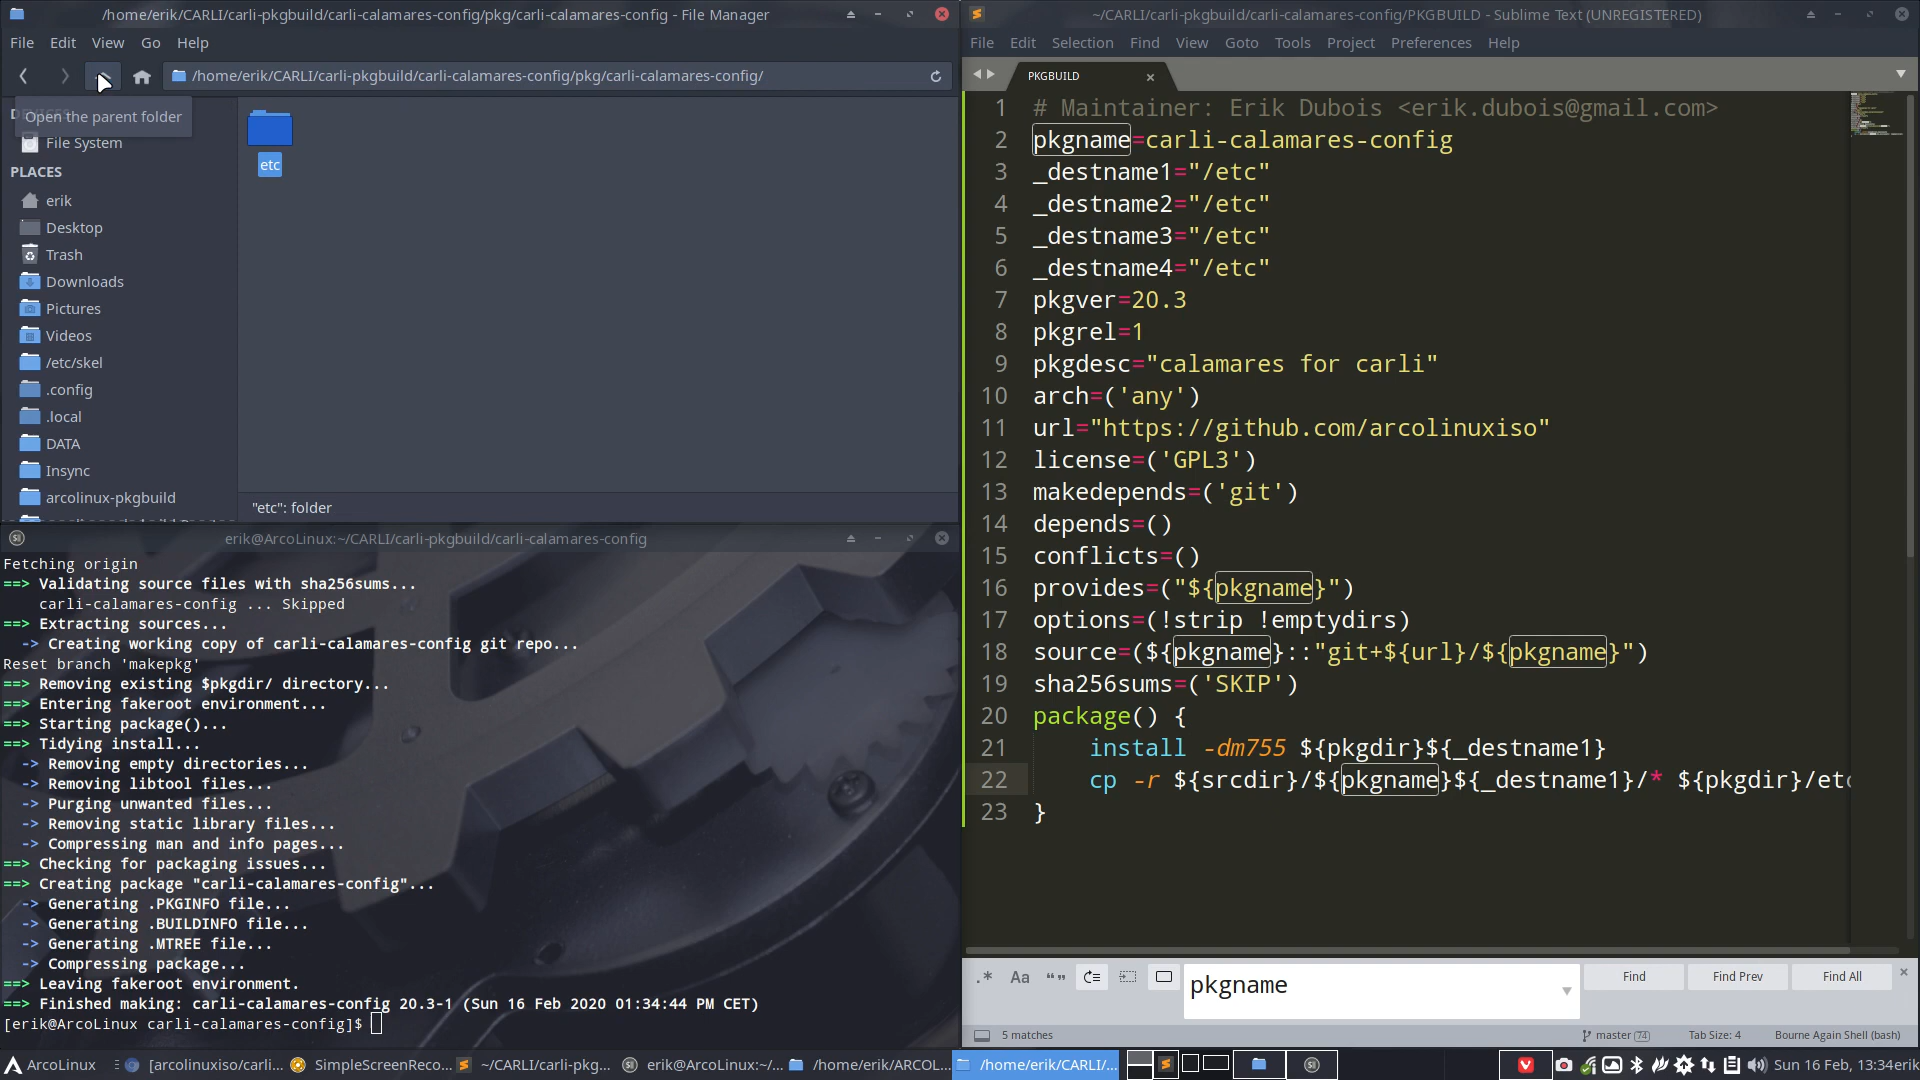 /home/erik/CARLI/carli-pkgbuild/carli-calamares-config/pkg/carli-calamares-config - File Manager
File Edit View Go Help
/home/erik/CARLI/carli-pkgbuild/carli-calamares-config/pkg/carli-calamares-config/
Open the parent folder
File System
PLACES
erik
Desktop
Trash
Downloads
Pictures
Videos
/etc/skel
.config
.local
DATA
Insync
arcolinux-pkgbuild
etc
"etc": folder
erik@ArcoLinux:~/CARLI/carli-pkgbuild/carli-calamares-config
Fetching origin
==> Validating source files with sha256sums...
carli-calamares-config ... Skipped
==> Extracting sources...
-> Creating working copy of carli-calamares-config git repo...
Reset branch 'makepkg'
==> Removing existing $pkgdir/ directory...
==> Entering fakeroot environment...
==> Starting package()...
==> Tidying install...
-> Removing empty directories...
-> Removing libtool files...
-> Purging unwanted files...
-> Removing static library files...
-> Compressing man and info pages...
==> Checking for packaging issues...
==> Creating package "carli-calamares-config"...
-> Generating .PKGINFO file...
-> Generating .BUILDINFO file...
-> Generating .MTREE file...
-> Compressing package...
==> Leaving fakeroot environment.
==> Finished making: carli-calamares-config 20.3-1 (Sun 16 Feb 2020 01:34:44 PM CET)
[erik@ArcoLinux carli-calamares-config]$
~/CARLI/carli-pkgbuild/carli-calamares-config/PKGBUILD - Sublime Text (UNREGISTERED)
File Edit Selection Find View Goto Tools Project Preferences Help
PKGBUILD
1 # Maintainer: Erik Dubois <erik.dubois@gmail.com>
2 pkgname=carli-calamares-config
3 _destname1="/etc"
4 _destname2="/etc"
5 _destname3="/etc"
6 _destname4="/etc"
7 pkgver=20.3
8 pkgrel=1
9 pkgdesc="calamares for carli"
10 arch=('any')
11 url="https://github.com/arcolinuxiso"
12 license=('GPL3')
13 makedepends=('git')
14 depends=()
15 conflicts=()
16 provides=("${pkgname}")
17 options=(!strip !emptydirs)
18 source=(${pkgname}::"git+${url}/${pkgname}")
19 sha256sums=('SKIP')
20 package() {
21 install -dm755 ${pkgdir}${_destname1}
22 cp -r ${srcdir}/${pkgname}${_destname1}/* ${pkgdir}/etc
23 }
.* Aa “” pkgname Find Find Prev Find All
5 matches master 74 Tab Size: 4 Bourne Again Shell (bash)
ArcoLinux [arcolinuxiso/carli... SimpleScreenReco... ~/CARLI/carli-pkg... erik@ArcoLinux:~/... /home/erik/ARCOL... /home/erik/CARLI/... Sun 16 Feb, 13:34 erik